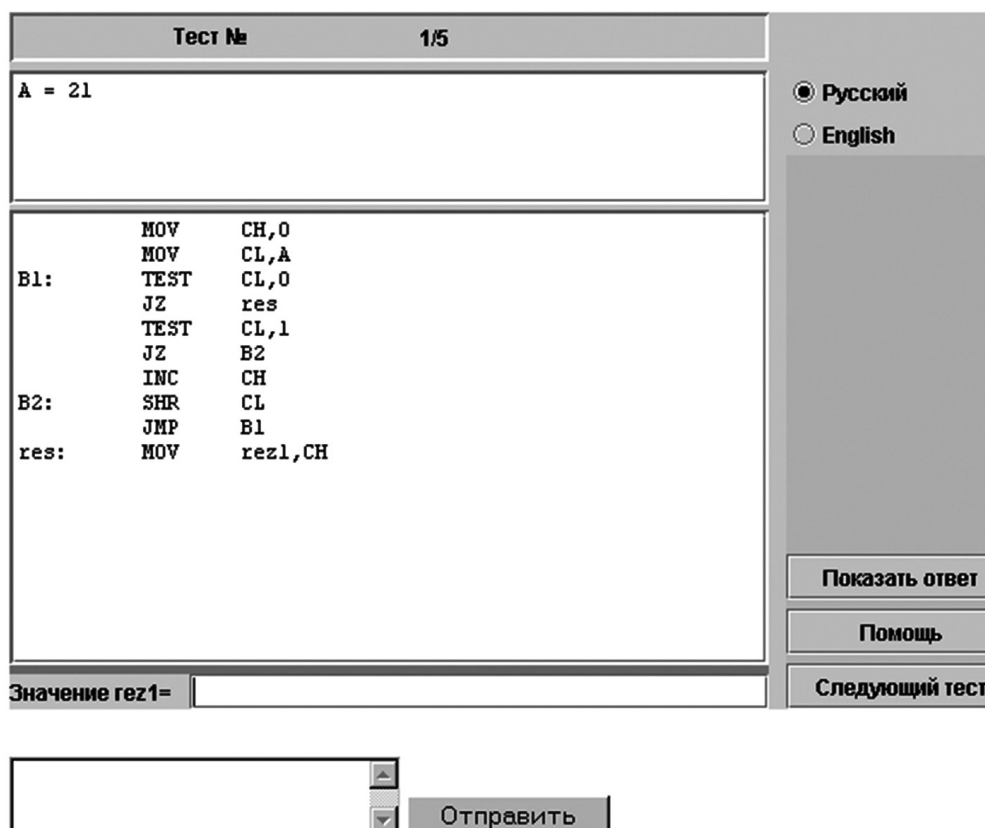 Тест № 1/5
A = 21
Русский
English
MOV CH,0
MOV CL,A
B1: TEST CL,0
JZ res
TEST CL,1
JZ B2
INC CH
B2: SHR CL
JMP B1
res: MOV rez1,CH
Показать ответ
Помощь
Значение rez1=
Следующий тест
Отправить